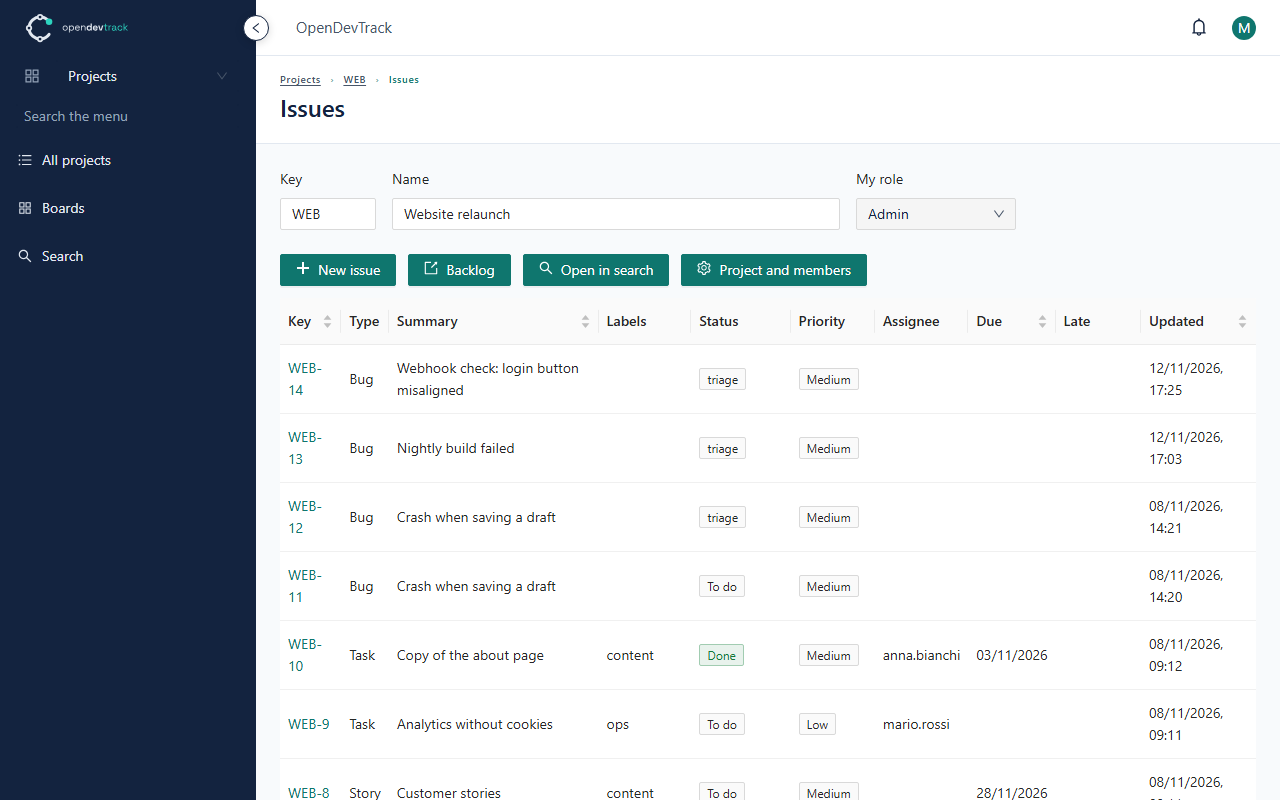 opendevtrack
OpenDevTrack
M
Projects
Search the menu
All projects
Boards
Search
Projects › WEB › Issues
Issues
Key Name My role
WEB Website relaunch Admin
New issue Backlog Open in search Project and members
Key Type Summary Labels Status Priority Assignee Due Late Updated
WEB-14 Bug Webhook check: login button misaligned triage Medium 12/11/2026, 17:25
WEB-13 Bug Nightly build failed triage Medium 12/11/2026, 17:03
WEB-12 Bug Crash when saving a draft triage Medium 08/11/2026, 14:21
WEB-11 Bug Crash when saving a draft To do Medium 08/11/2026, 14:20
WEB-10 Task Copy of the about page content Done Medium anna.bianchi 03/11/2026 08/11/2026, 09:12
WEB-9 Task Analytics without cookies ops To do Low mario.rossi 08/11/2026, 09:11
WEB-8 Story Customer stories content To do Medium 28/11/2026 08/11/2026,